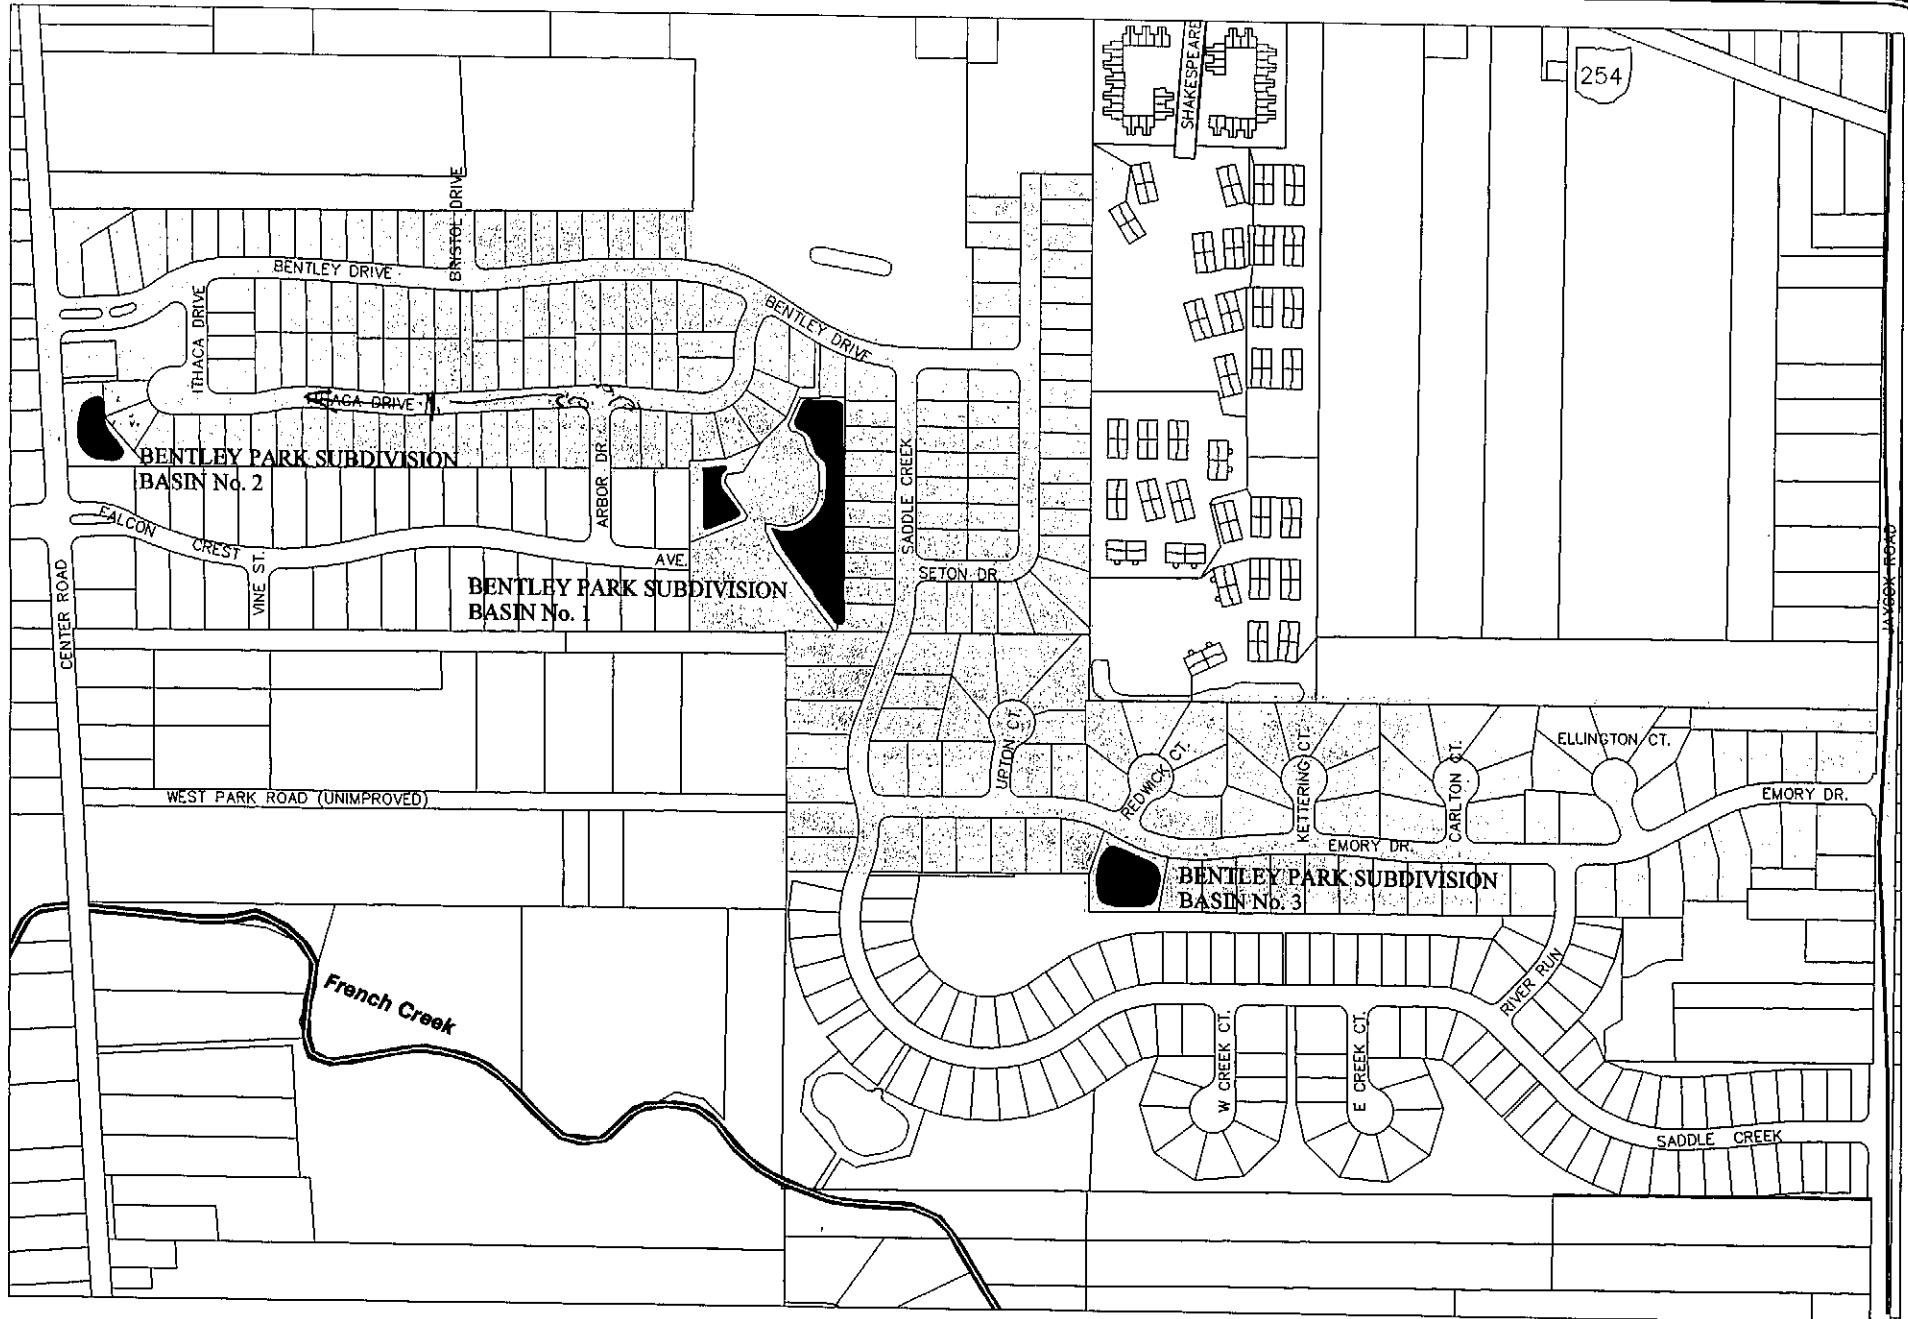 SHAKESPEARE
254
BRISTOL DRIVE
BENTLEY DRIVE
ITHACA DRIVE
BENTLEY DRIVE
ITHACA DRIVE
BENTLEY PARK SUBDIVISION
BASIN No. 2
ARBOR DR.
SADDLE CREEK
FALCON CREST AVE.
VINE ST.
SETON DR.
BENTLEY PARK SUBDIVISION
BASIN No. 1
CENTER ROAD
JAYCOX ROAD
UPTON CT.
REDWICK CT.
KETTERING CT.
CARLTON CT.
ELLINGTON CT.
WEST PARK ROAD (UNIMPROVED)
EMORY DR.
EMORY DR.
BENTLEY PARK SUBDIVISION
BASIN No. 3
French Creek
RIVER RUN
W CREEK CT.
E CREEK CT.
SADDLE CREEK